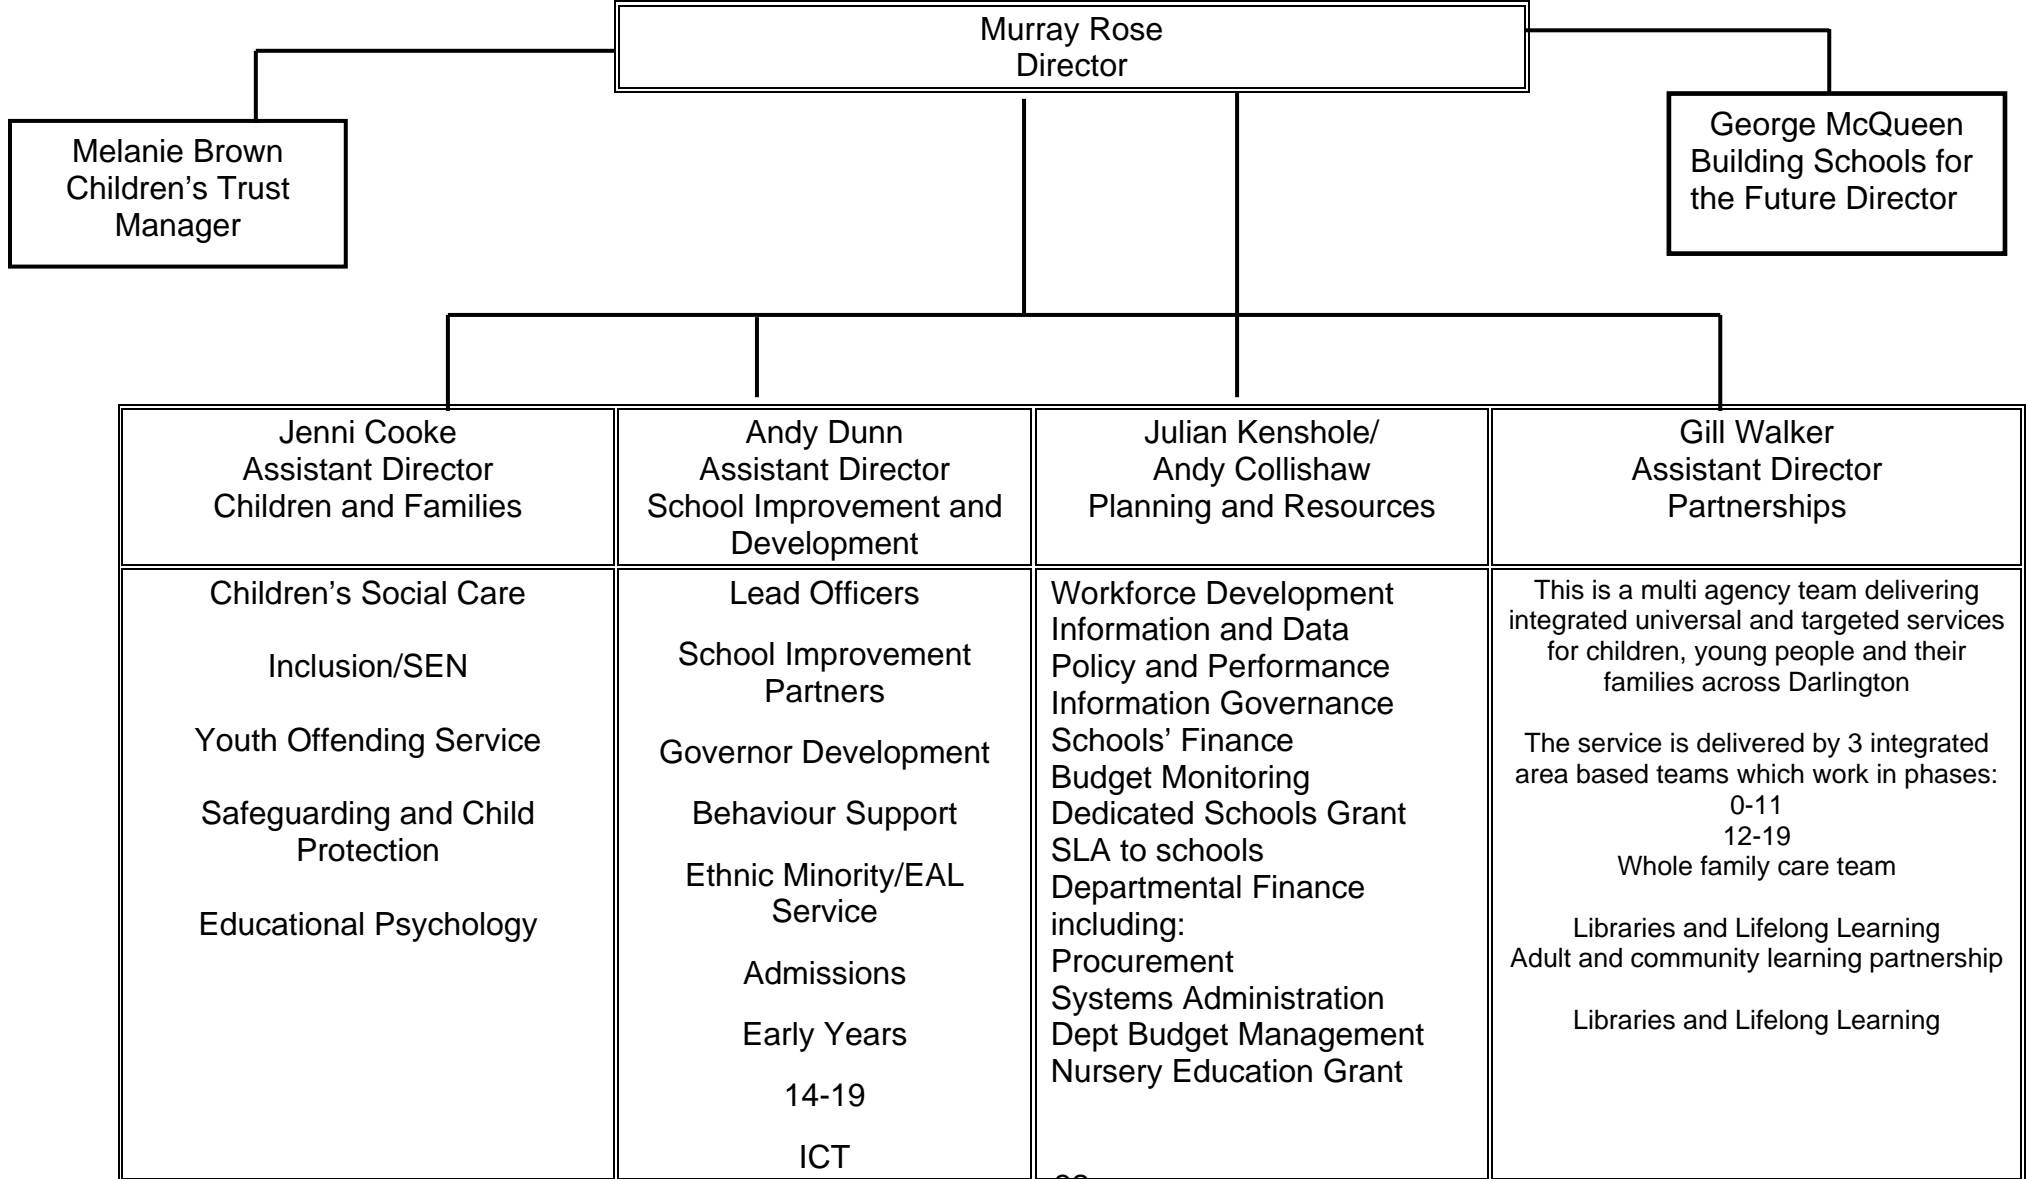 Murray Rose
Director
Melanie Brown
Children’s Trust
Manager
George McQueen
Building Schools for
the Future Director
Jenni Cooke
Assistant Director
Children and Families
Andy Dunn
Assistant Director
School Improvement and
Development
Julian Kenshole/
Andy Collishaw
Planning and Resources
Gill Walker
Assistant Director
Partnerships
Children’s Social Care
Inclusion/SEN
Youth Offending Service
Safeguarding and Child
Protection
Educational Psychology
Lead Officers
School Improvement
Partners
Governor Development
Behaviour Support
Ethnic Minority/EAL
Service
Admissions
Early Years
14-19
ICT
Workforce Development
Information and Data
Policy and Performance
Information Governance
Schools’ Finance
Budget Monitoring
Dedicated Schools Grant
SLA to schools
Departmental Finance
including:
Procurement
Systems Administration
Dept Budget Management
Nursery Education Grant
This is a multi agency team delivering
integrated universal and targeted services
for children, young people and their
families across Darlington
The service is delivered by 3 integrated
area based teams which work in phases:
0-11
12-19
Whole family care team
Libraries and Lifelong Learning
Adult and community learning partnership
Libraries and Lifelong Learning